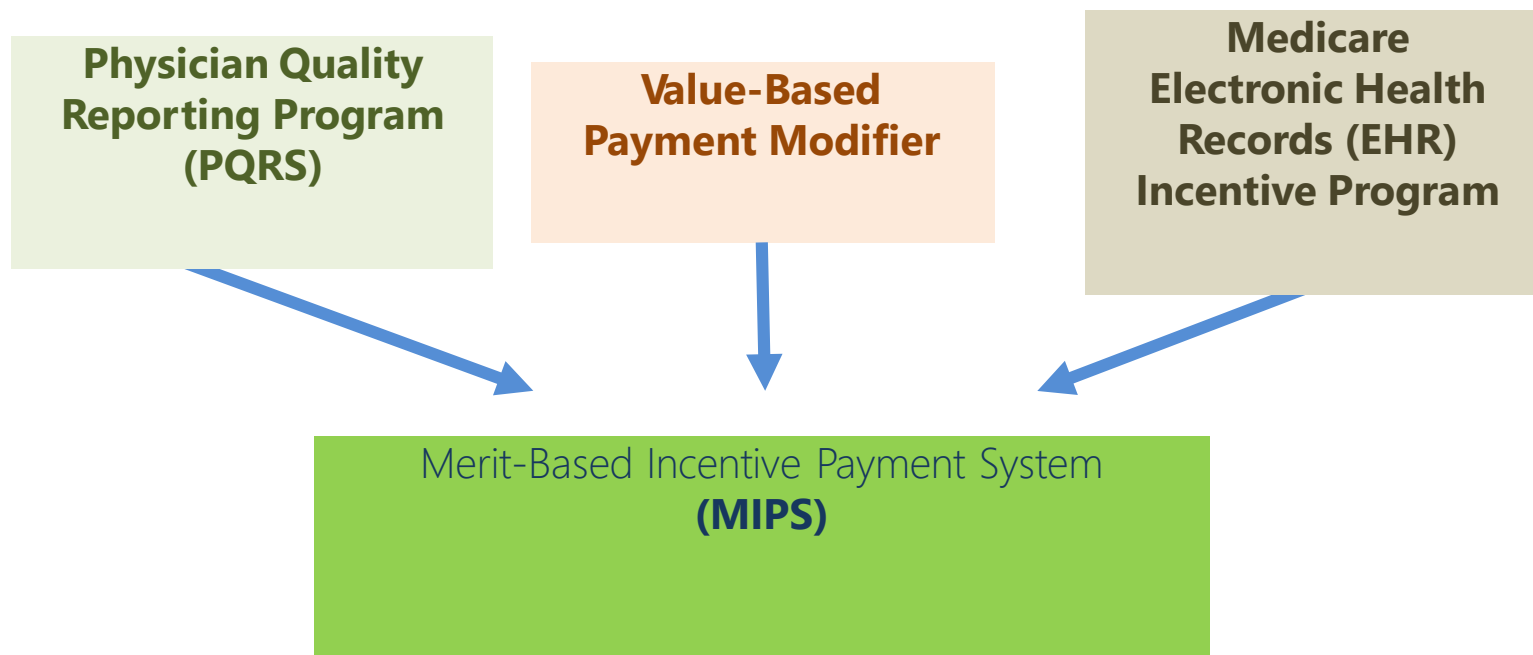 Physician Quality
Reporting Program
(PQRS)
Value-Based
Payment Modifier
Medicare
Electronic Health
Records (EHR)
Incentive Program
Merit-Based Incentive Payment System
(MIPS)